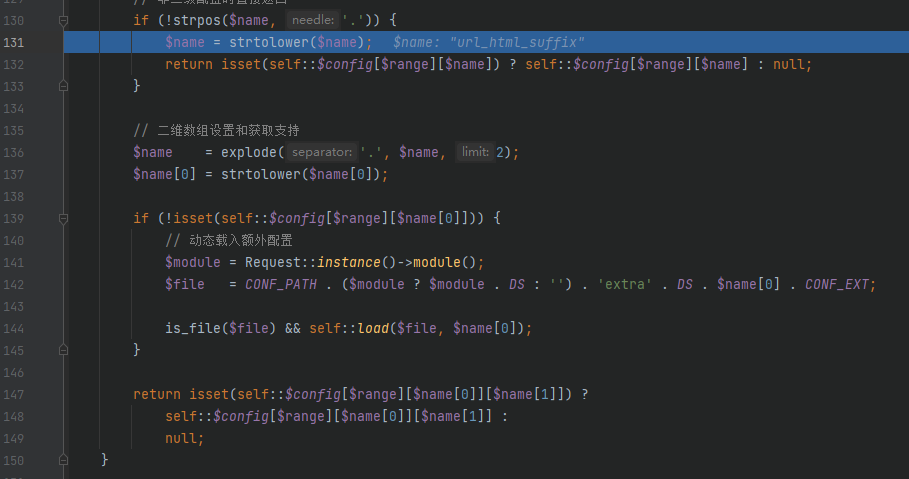 130 if (!strpos($name, needle: '.')) {
131 $name = strtolower($name); $name: "url_html_suffix"
132 return isset(self::$config[$range][$name]) ? self::$config[$range][$name] : null;
133 }
134
135 // 二维数组设置和获取支持
136 $name    = explode( separator: '.', $name, limit: 2);
137 $name[0] = strtolower($name[0]);
138
139 if (!isset(self::$config[$range][$name[0]])) {
140 // 动态载入额外配置
141 $module = Request::instance()->module();
142 $file   = CONF_PATH . ($module ? $module . DS : '') . 'extra' . DS . $name[0] . CONF_EXT;
143
144 is_file($file) && self::load($file, $name[0]);
145 }
146
147 return isset(self::$config[$range][$name[0]][$name[1]]) ?
148 self::$config[$range][$name[0]][$name[1]] :
149 null;
150 }